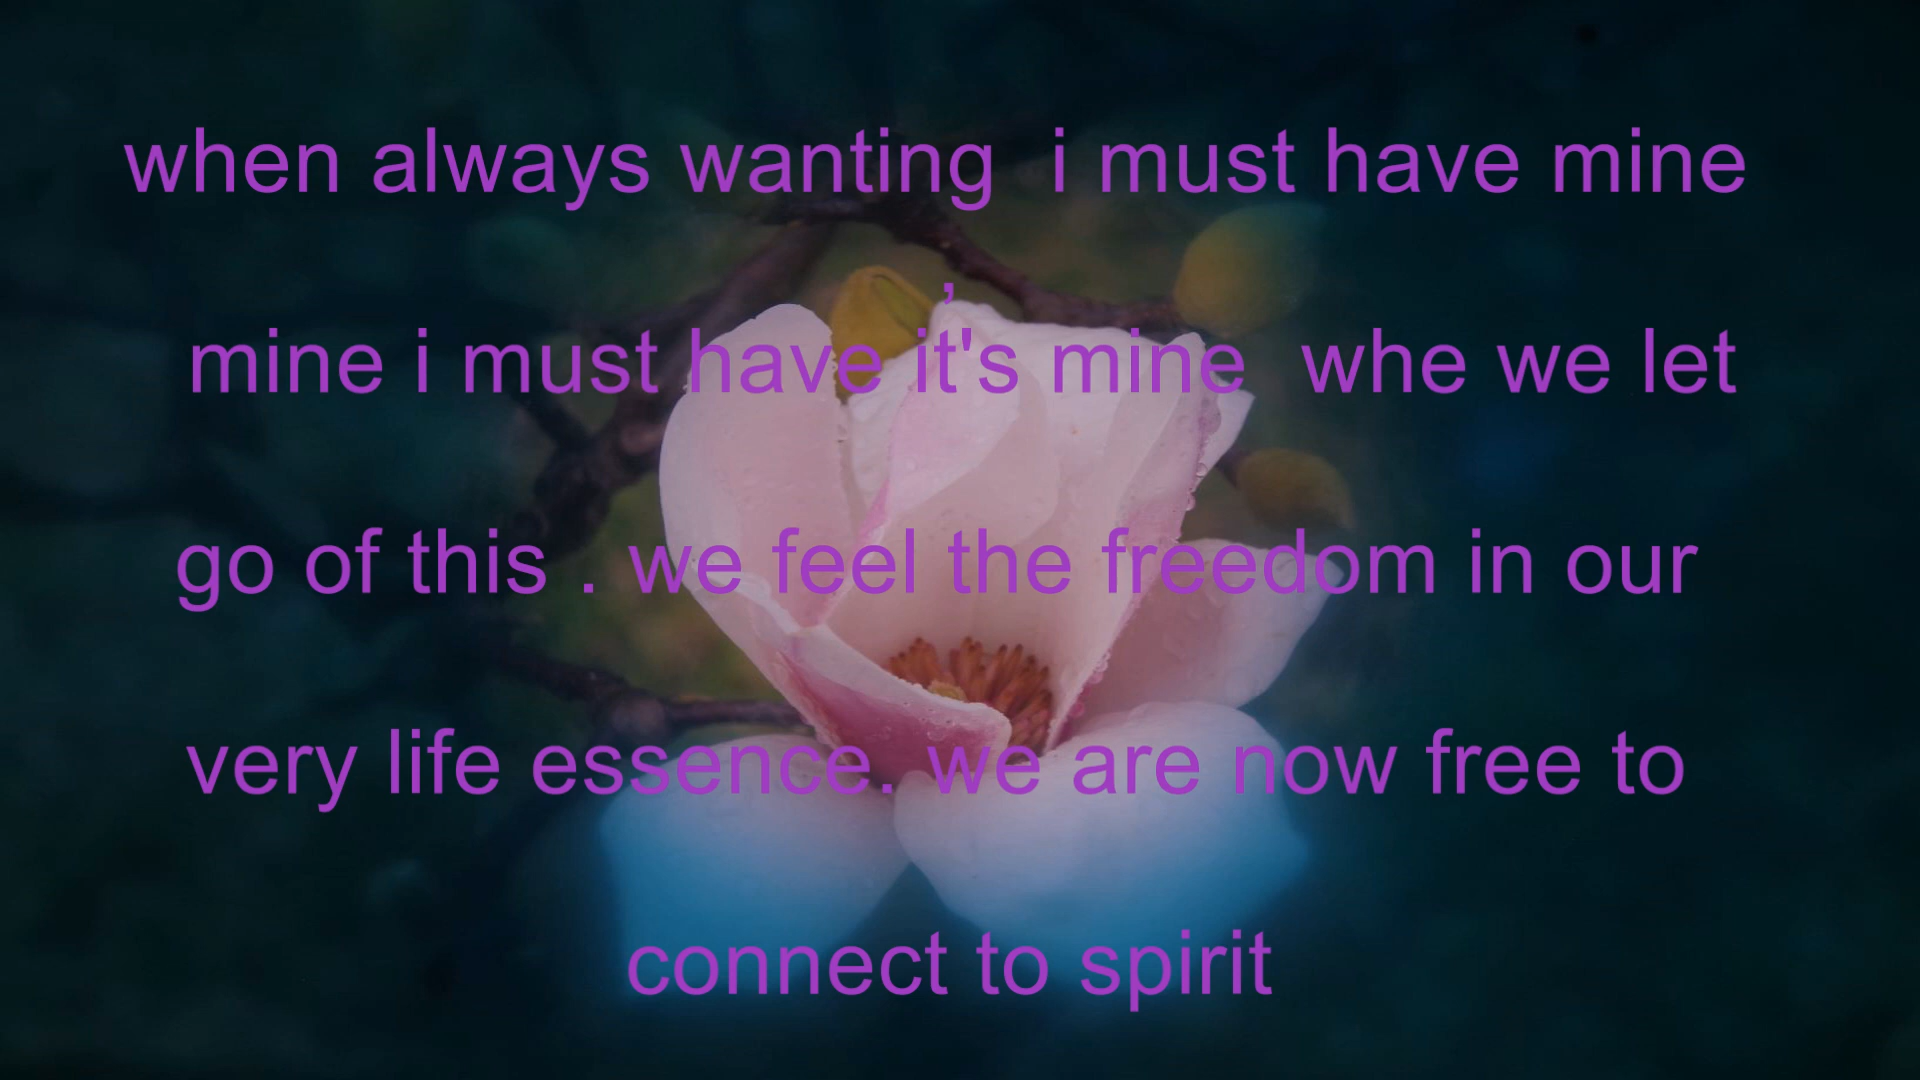 when always wanting  i must have mine
,
mine i must have it's mine  whe we let
go of this . we feel the freedom in our
very life essence. we are now free to
connect to spirit